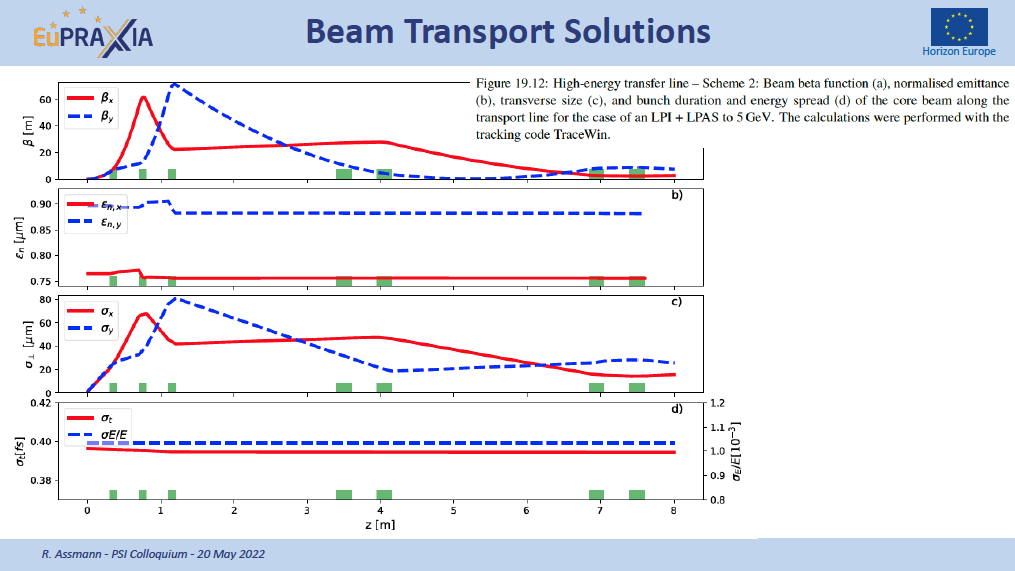 EuPRAXIA
Beam Transport Solutions
Horizon Europe
Figure 19.12: High-energy transfer line – Scheme 2: Beam beta function (a), normalised emittance
(b), transverse size (c), and bunch duration and energy spread (d) of the core beam along the
transport line for the case of an LPI + LPAS to 5 GeV. The calculations were performed with the
tracking code TraceWin.
β [m]
60
40
20
0
βx
βy
b)
εn [μm]
0.90
0.85
0.80
0.75
εn,x
εn,y
c)
σ⊥ [μm]
80
60
40
20
0
σx
σy
d)
σt[fs]
0.42
0.40
0.38
σt
σE/E
1.2
1.1
1.0
0.9
0.8
σE/E[10⁻³]
0 1 2 3 4 5 6 7 8
z [m]
R. Assmann - PSI Colloquium - 20 May 2022